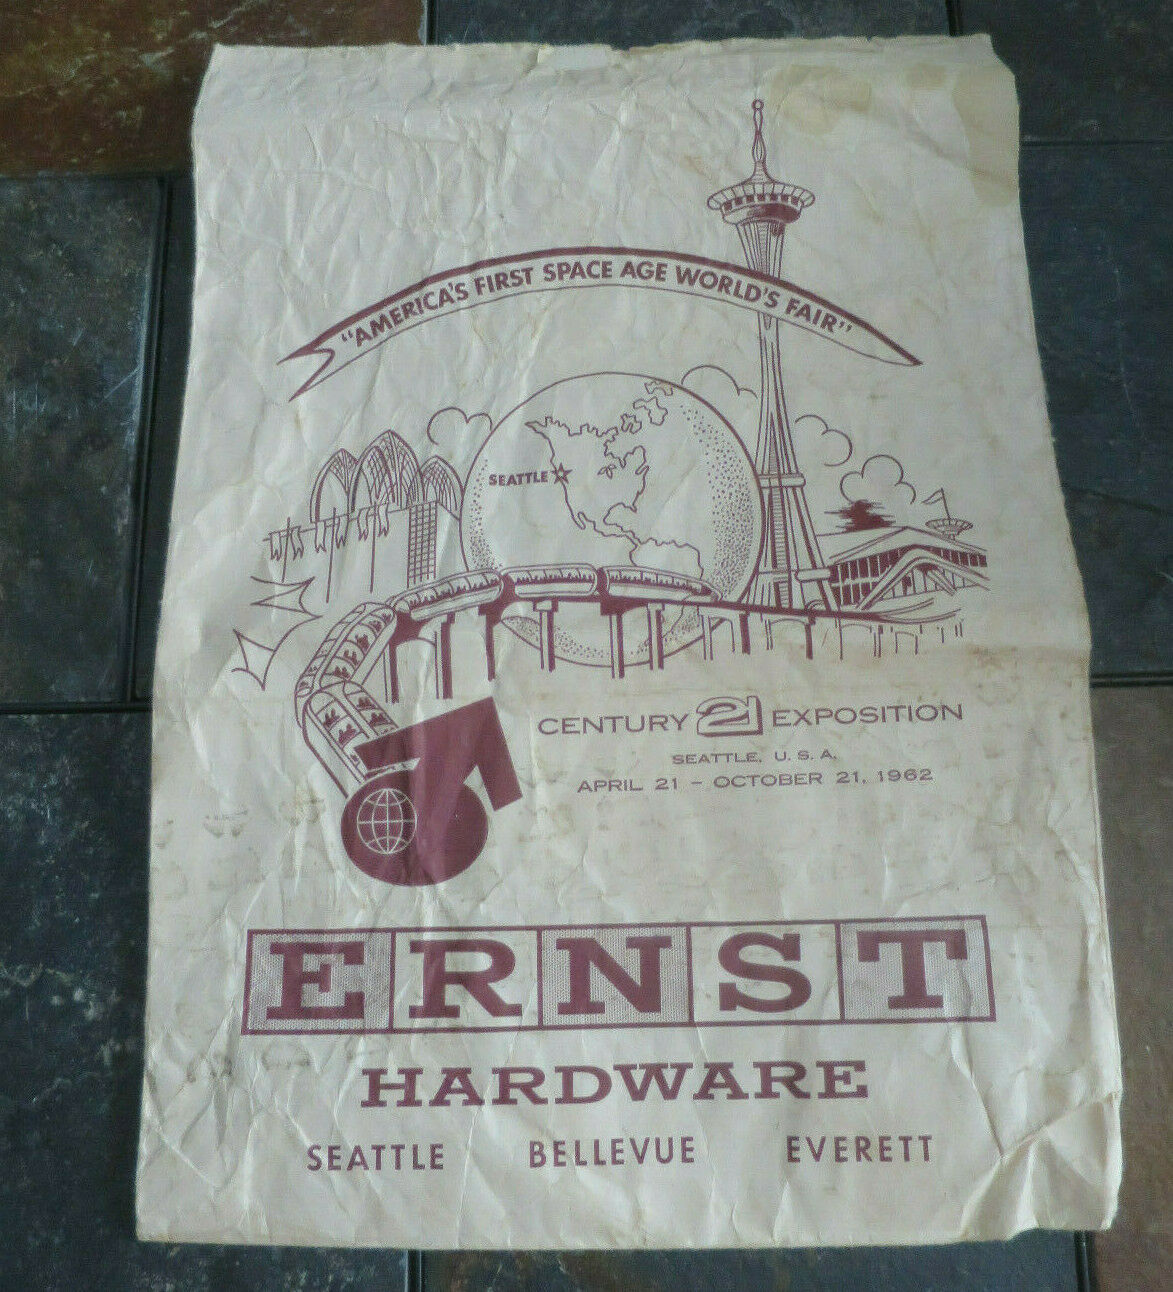 "AMERICA'S FIRST SPACE AGE WORLD'S FAIR"
SEATTLE
CENTURY 21 EXPOSITION
SEATTLE, U. S. A.
APRIL 21 – OCTOBER 21, 1962
ERNST
HARDWARE
SEATTLE BELLEVUE EVERETT